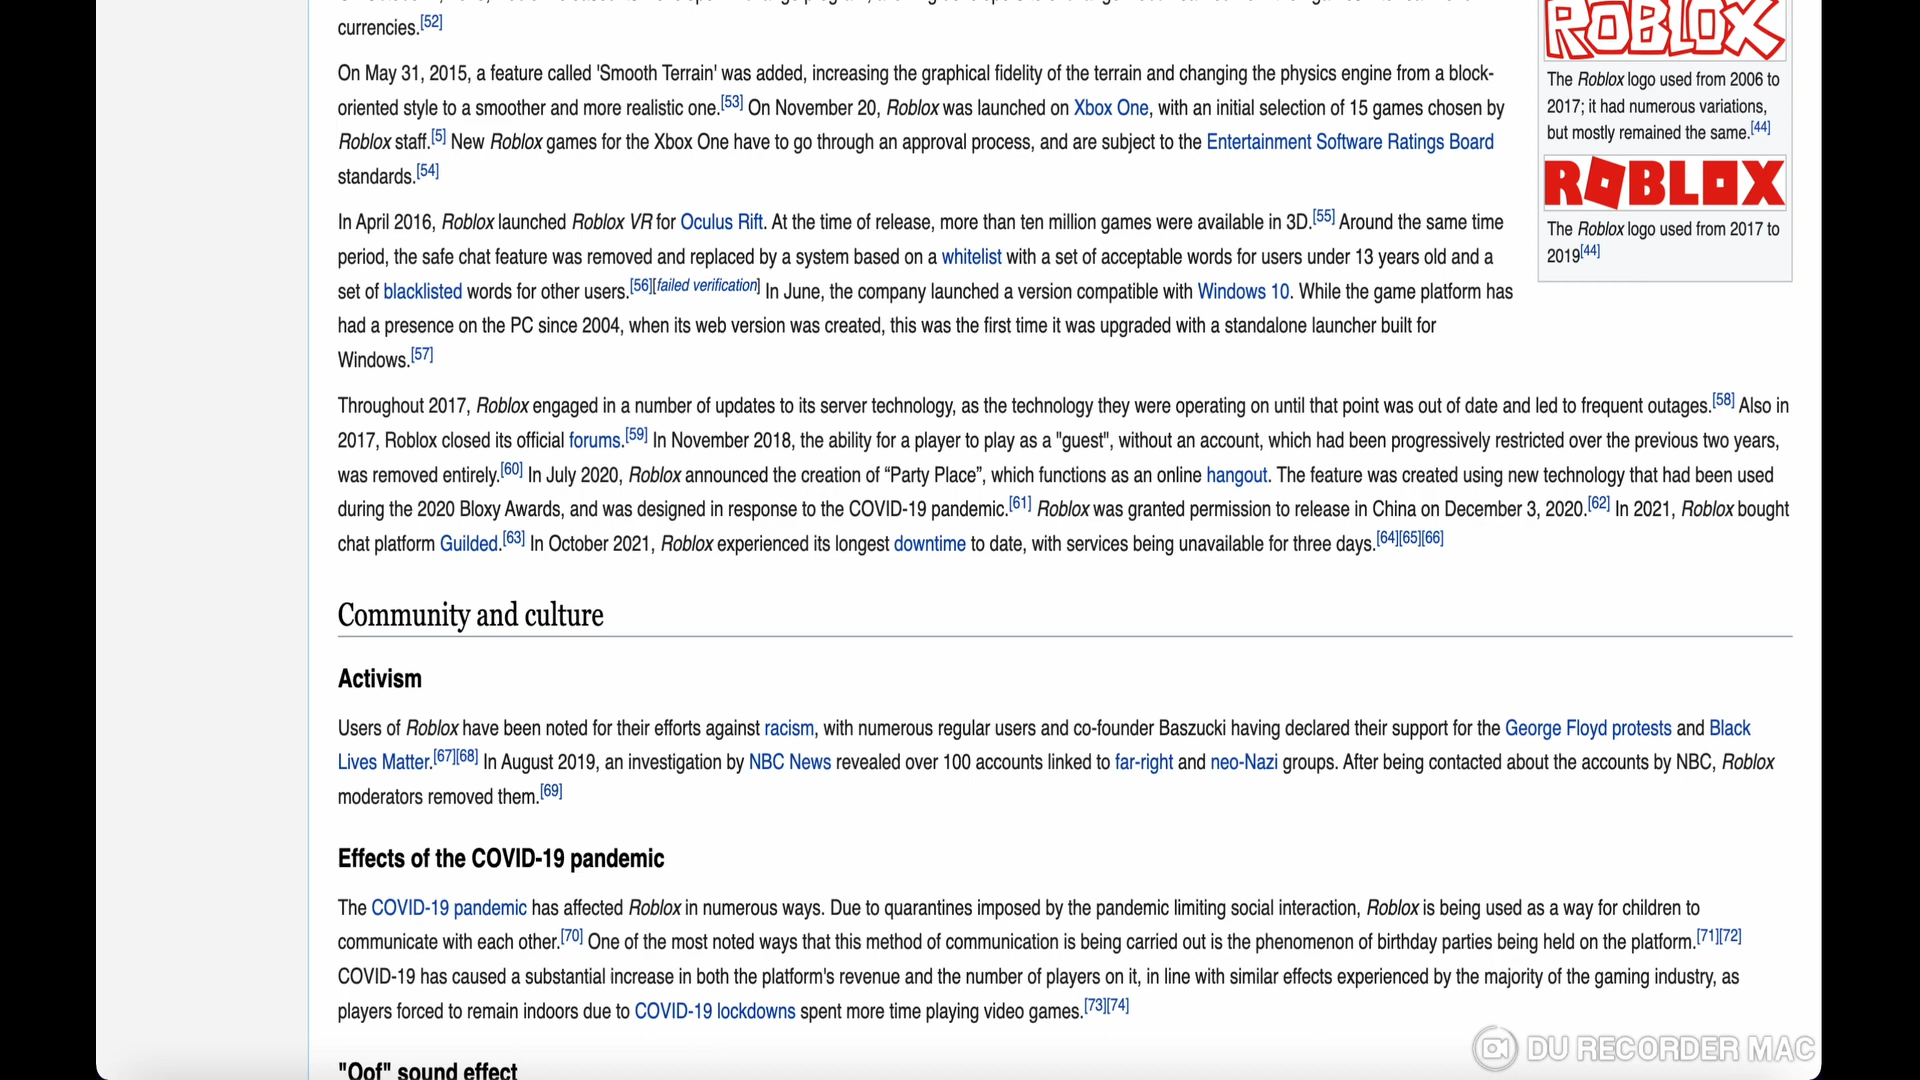 currencies.[52]
On May 31, 2015, a feature called 'Smooth Terrain' was added, increasing the graphical fidelity of the terrain and changing the physics engine from a block-
oriented style to a smoother and more realistic one.[53] On November 20, Roblox was launched on Xbox One, with an initial selection of 15 games chosen by
Roblox staff.[5] New Roblox games for the Xbox One have to go through an approval process, and are subject to the Entertainment Software Ratings Board
standards.[54]
In April 2016, Roblox launched Roblox VR for Oculus Rift. At the time of release, more than ten million games were available in 3D.[55] Around the same time
period, the safe chat feature was removed and replaced by a system based on a whitelist with a set of acceptable words for users under 13 years old and a
set of blacklisted words for other users.[56][failed verification] In June, the company launched a version compatible with Windows 10. While the game platform has
had a presence on the PC since 2004, when its web version was created, this was the first time it was upgraded with a standalone launcher built for
Windows.[57]
ROBLOX
The Roblox logo used from 2006 to
2017; it had numerous variations,
but mostly remained the same.[44]
ROBLOX
The Roblox logo used from 2017 to
2019[44]
Throughout 2017, Roblox engaged in a number of updates to its server technology, as the technology they were operating on until that point was out of date and led to frequent outages.[58] Also in
2017, Roblox closed its official forums.[59] In November 2018, the ability for a player to play as a "guest", without an account, which had been progressively restricted over the previous two years,
was removed entirely.[60] In July 2020, Roblox announced the creation of “Party Place”, which functions as an online hangout. The feature was created using new technology that had been used
during the 2020 Bloxy Awards, and was designed in response to the COVID-19 pandemic.[61] Roblox was granted permission to release in China on December 3, 2020.[62] In 2021, Roblox bought
chat platform Guilded.[63] In October 2021, Roblox experienced its longest downtime to date, with services being unavailable for three days.[64][65][66]
Community and culture
Activism
Users of Roblox have been noted for their efforts against racism, with numerous regular users and co-founder Baszucki having declared their support for the George Floyd protests and Black
Lives Matter.[67][68] In August 2019, an investigation by NBC News revealed over 100 accounts linked to far-right and neo-Nazi groups. After being contacted about the accounts by NBC, Roblox
moderators removed them.[69]
Effects of the COVID-19 pandemic
The COVID-19 pandemic has affected Roblox in numerous ways. Due to quarantines imposed by the pandemic limiting social interaction, Roblox is being used as a way for children to
communicate with each other.[70] One of the most noted ways that this method of communication is being carried out is the phenomenon of birthday parties being held on the platform.[71][72]
COVID-19 has caused a substantial increase in both the platform's revenue and the number of players on it, in line with similar effects experienced by the majority of the gaming industry, as
players forced to remain indoors due to COVID-19 lockdowns spent more time playing video games.[73][74]
"Oof" sound effect
DU RECORDER MAC